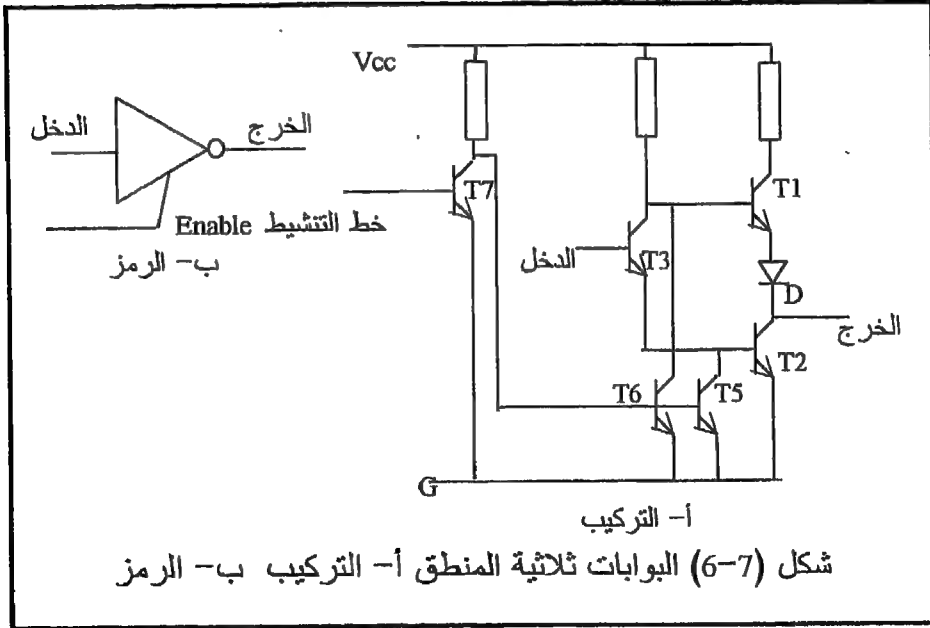 Vcc
الدخل
الخرج
T7
T1
خط التنشيط Enable
ب- الرمز
الدخل
T3
D
الخرج
T2
T6
T5
G
أ- التركيب
شكل (6-7) البوابات ثلاثية المنطق أ- التركيب ب- الرمز